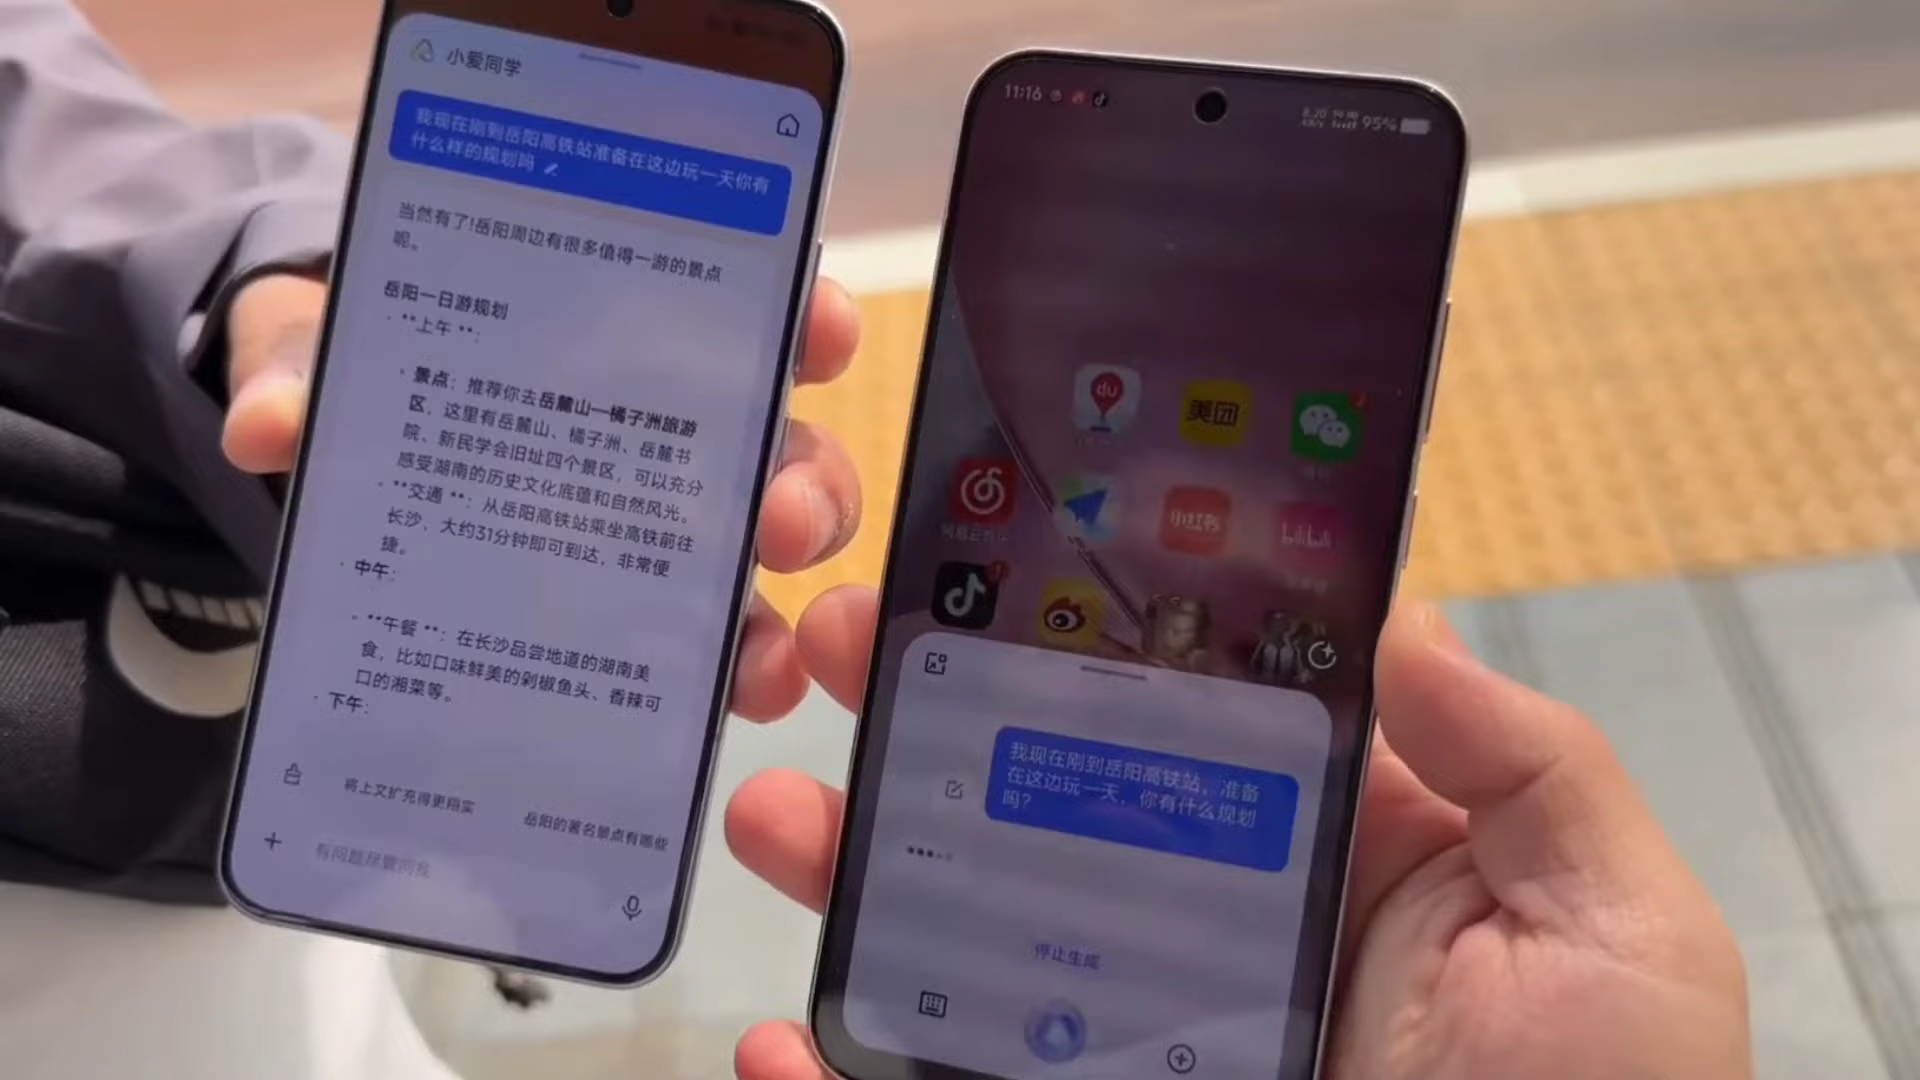 小爱同学
我现在刚到岳阳高铁站准备在这边玩一天你有
什么样的规划吗
当然有了!岳阳周边有很多值得一游的景点
呢。
岳阳一日游规划
**上午 **:
景点：推荐你去岳麓山—橘子洲旅游
区，这里有岳麓山、橘子洲、岳麓书
院、新民学会旧址四个景区，可以充分
感受湖南的历史文化底蕴和自然风光。
**交通 **：从岳阳高铁站乘坐高铁前往
长沙，大约31分钟即可到达，非常便
捷。
中午:
**午餐 **：在长沙品尝地道的湖南美
食，比如口味鲜美的剁椒鱼头、香辣可
口的湘菜等。
下午:
将上文扩充得更翔实
岳阳的著名景点有哪些
有问题尽管问我
11:16
95%
du
美团
小红书
bilibili
我现在刚到岳阳高铁站，准备
在这边玩一天，你有什么规划
吗？
停止生成